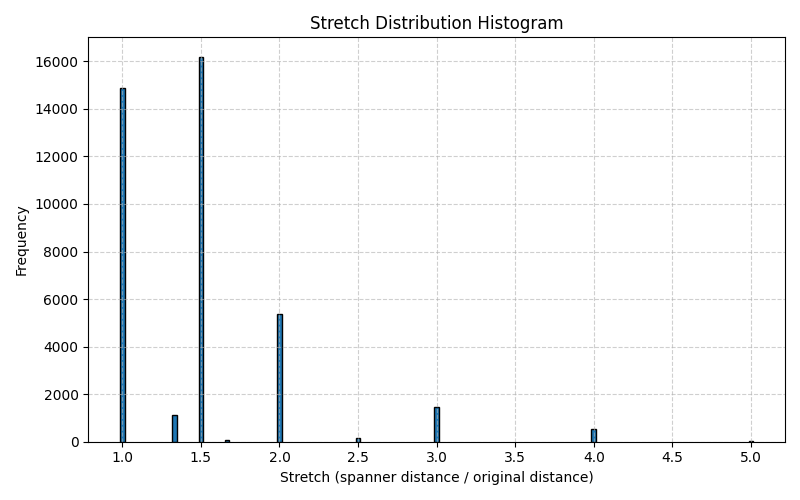 Stretch Distribution Histogram
16000
14000
12000
10000
8000
6000
4000
2000
0
Frequency
1.0 1.5 2.0 2.5 3.0 3.5 4.0 4.5 5.0
Stretch (spanner distance / original distance)